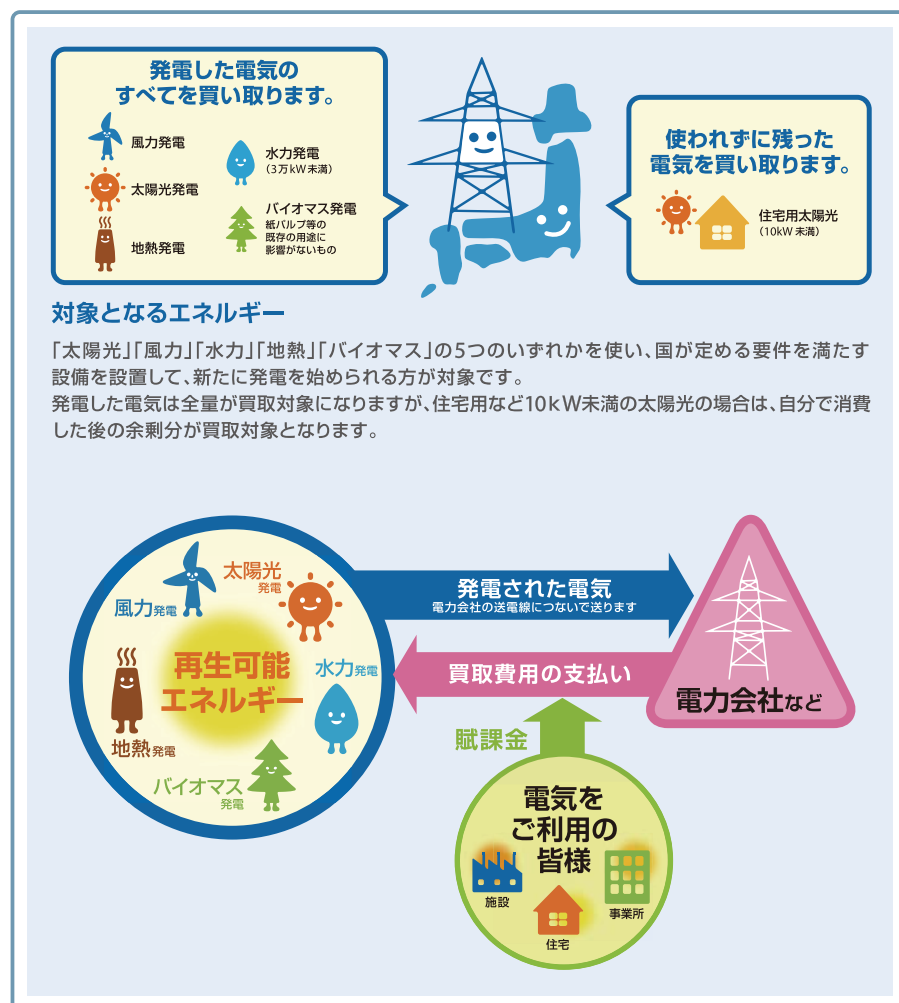 発電した電気の
すべてを買い取ります。
風力発電
水力発電
(3万kW未満)
太陽光発電
バイオマス発電
紙パルプ等の
既存の用途に
影響がないもの
地熱発電
使われずに残った
電気を買い取ります。
住宅用太陽光
(10kW 未満)
対象となるエネルギー
「太陽光」「風力」「水力」「地熱」「バイオマス」の5つのいずれかを使い、国が定める要件を満たす
設備を設置して、新たに発電を始められる方が対象です。
発電した電気は全量が買取対象になりますが、住宅用など10kW未満の太陽光の場合は、自分で消費
した後の余剰分が買取対象となります。
太陽光
発電
風力発電
再生可能
エネルギー
水力発電
地熱発電
バイオマス
発電
発電された電気
電力会社の送電線につないで送ります
買取費用の支払い
電力会社など
賦課金
電気を
ご利用の
皆様
施設
住宅
事業所